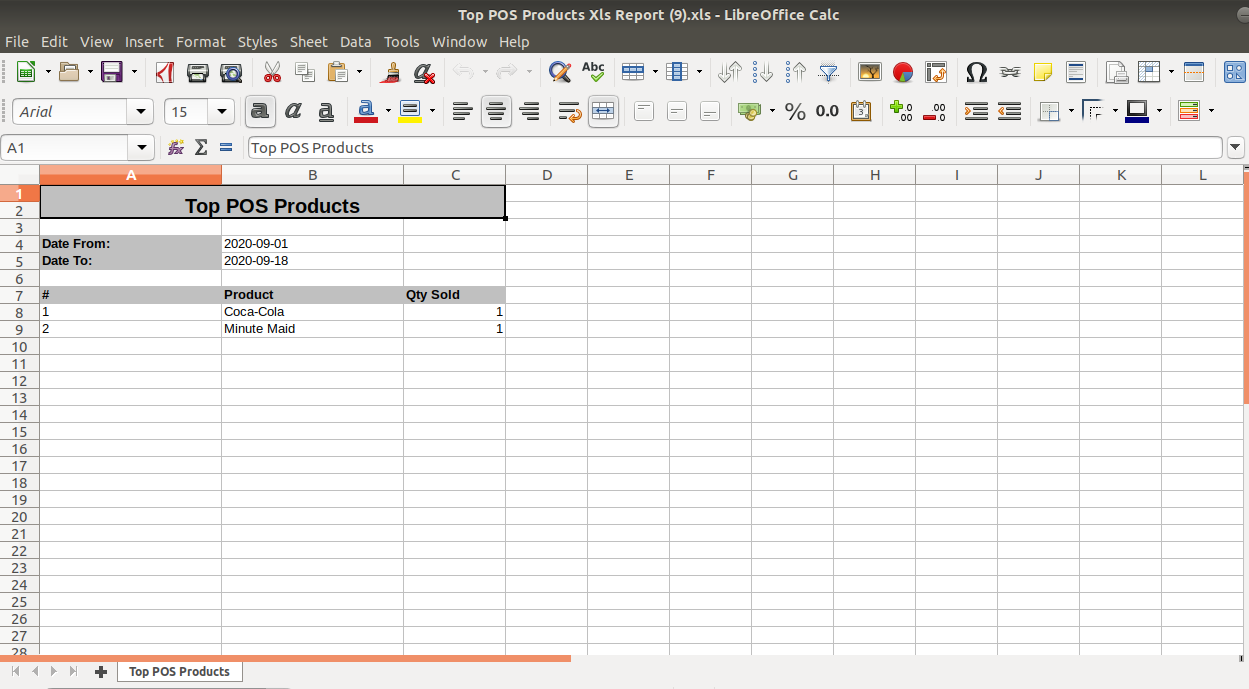 Top POS Products Xls Report (9).xls - LibreOffice Calc
File Edit View Insert Format Styles Sheet Data Tools Window Help
Abc
Arial 15 a a a a % 0.0
A1 fx Σ = Top POS Products
A B C D E F G H I J K L
1
Top POS Products
2
3
4 Date From: 2020-09-01
5 Date To: 2020-09-18
6
7 # Product Qty Sold
8 1 Coca-Cola 1
9 2 Minute Maid 1
10
11
12
13
14
15
16
17
18
19
20
21
22
23
24
25
26
27
28
Top POS Products